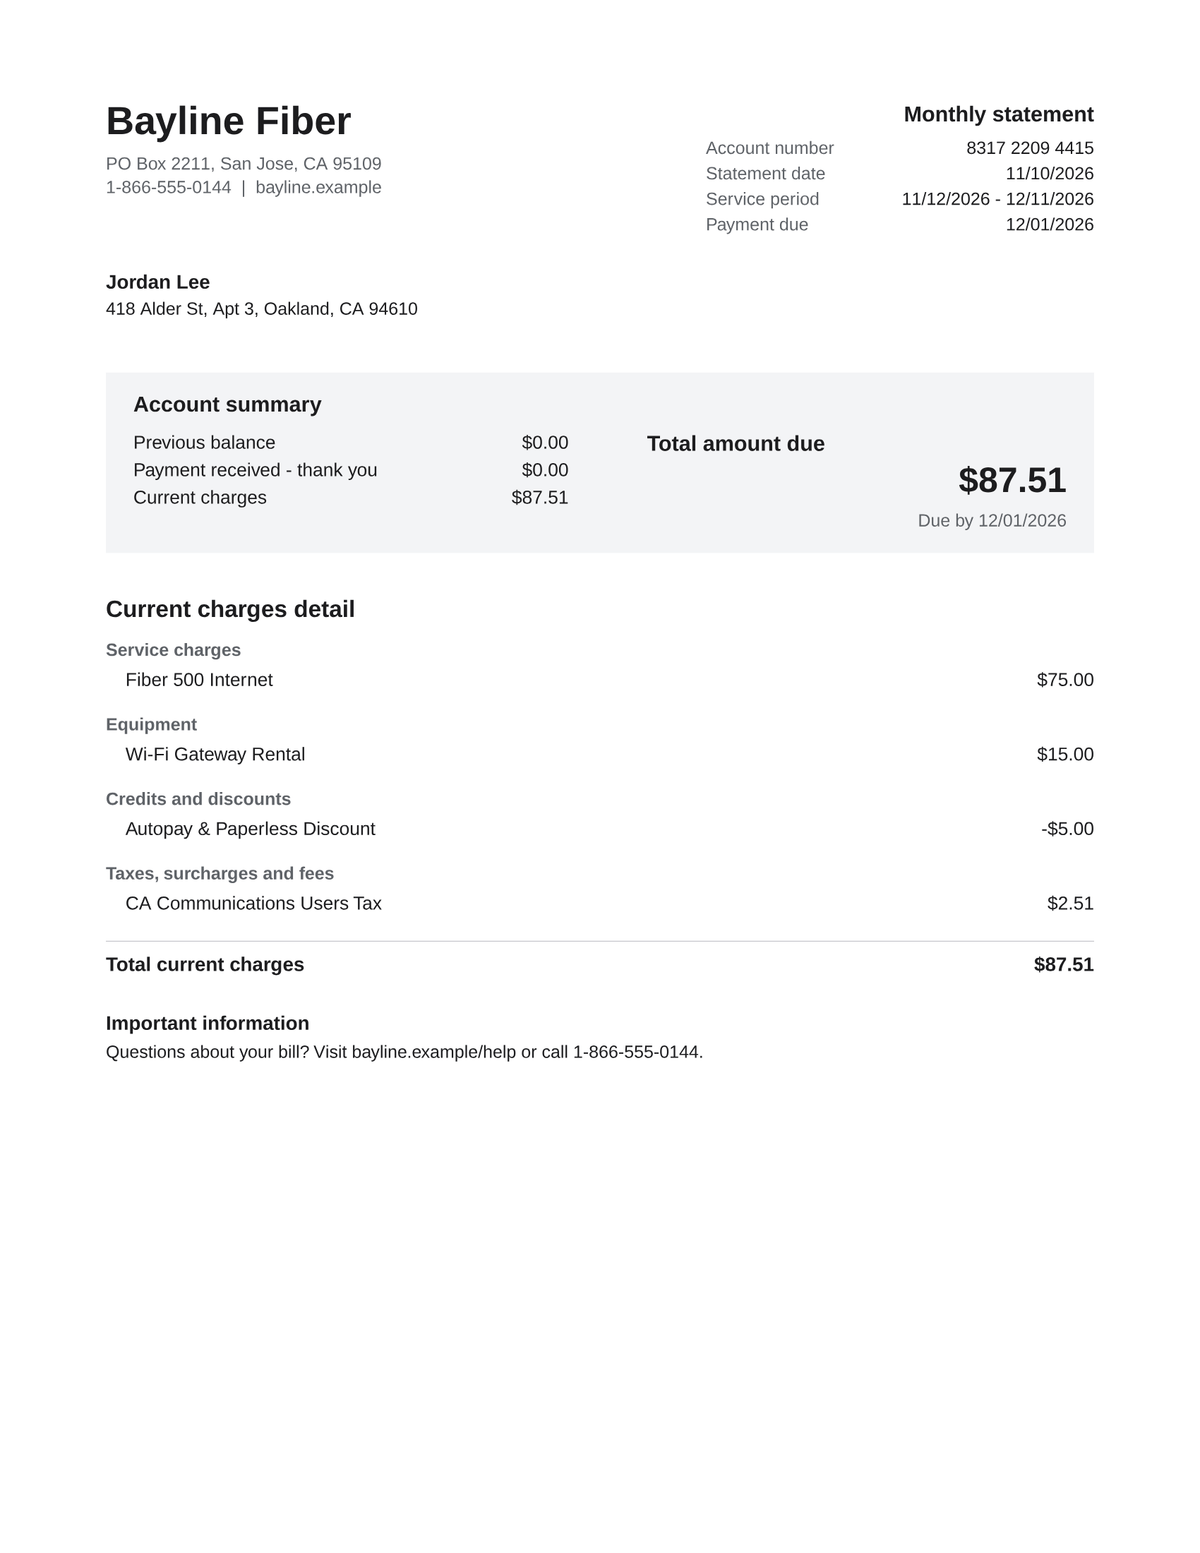 Bayline Fiber
PO Box 2211, San Jose, CA 95109
1-866-555-0144 | bayline.example
Monthly statement
Account number 8317 2209 4415
Statement date 11/10/2026
Service period 11/12/2026 - 12/11/2026
Payment due 12/01/2026
Jordan Lee
418 Alder St, Apt 3, Oakland, CA 94610
Account summary
Previous balance $0.00
Payment received - thank you $0.00
Current charges $87.51
Total amount due
$87.51
Due by 12/01/2026
Current charges detail
Service charges
Fiber 500 Internet $75.00
Equipment
Wi-Fi Gateway Rental $15.00
Credits and discounts
Autopay & Paperless Discount -$5.00
Taxes, surcharges and fees
CA Communications Users Tax $2.51
Total current charges $87.51
Important information
Questions about your bill? Visit bayline.example/help or call 1-866-555-0144.